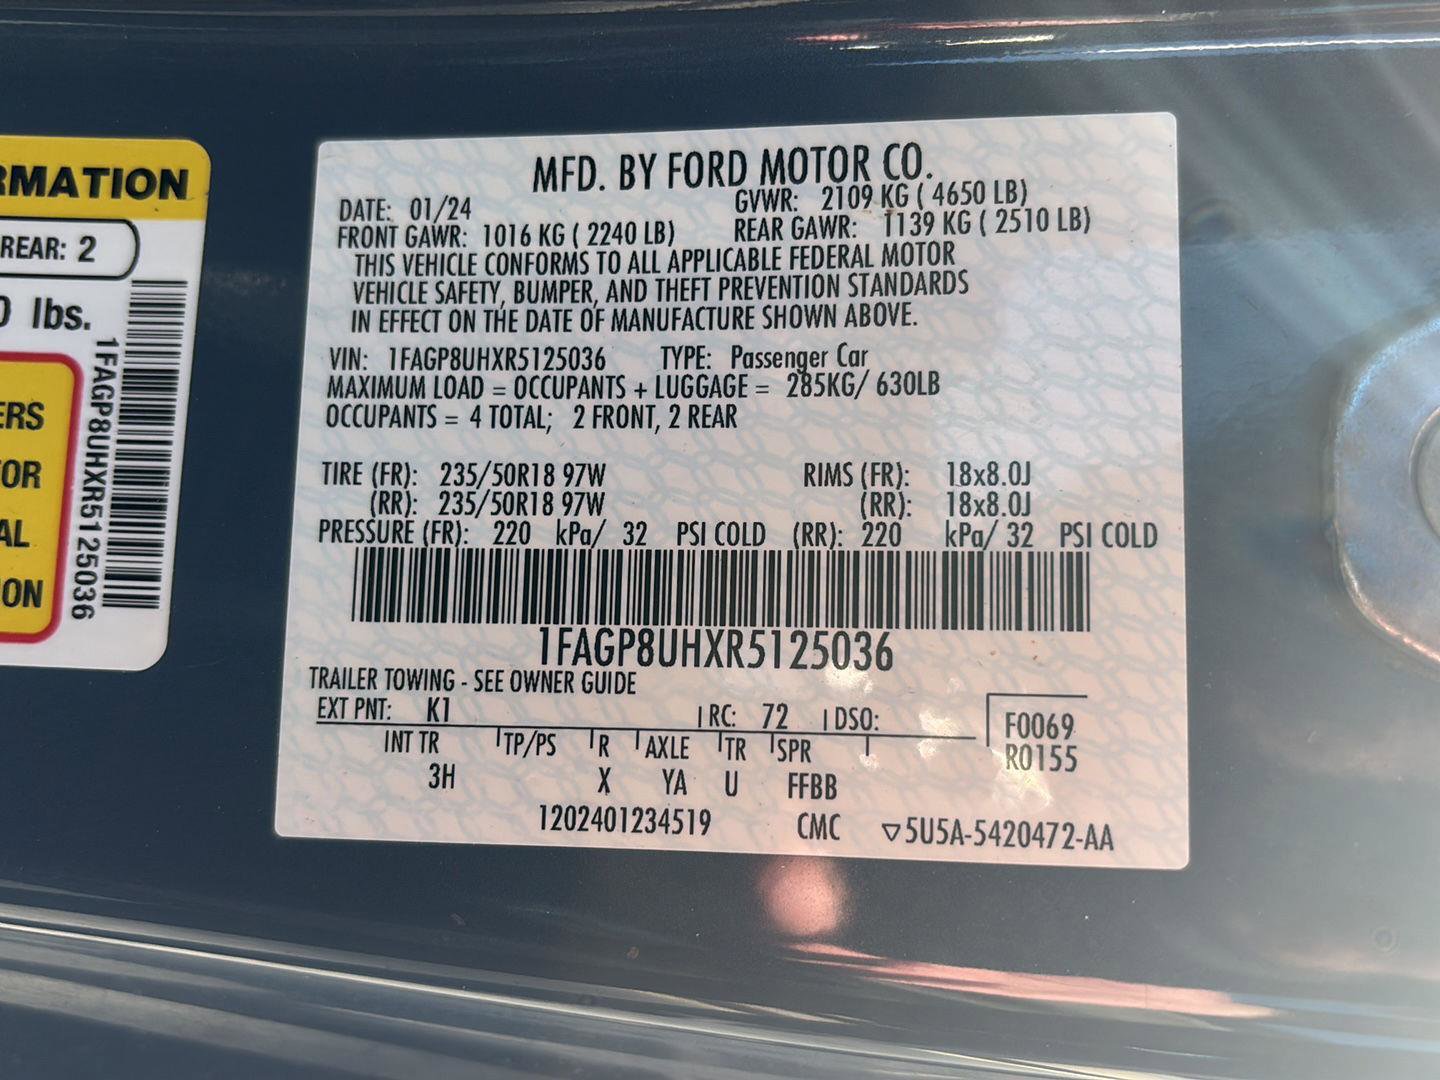 RMATION
REAR: 2
0 lbs.
ERS
OR
AL
ON
1FAGP8UHXR5125036
MFD. BY FORD MOTOR CO.
DATE: 01/24 GVWR: 2109 KG ( 4650 LB)
FRONT GAWR: 1016 KG ( 2240 LB) REAR GAWR: 1139 KG ( 2510 LB)
THIS VEHICLE CONFORMS TO ALL APPLICABLE FEDERAL MOTOR
VEHICLE SAFETY, BUMPER, AND THEFT PREVENTION STANDARDS
IN EFFECT ON THE DATE OF MANUFACTURE SHOWN ABOVE.
VIN: 1FAGP8UHXR5125036 TYPE: Passenger Car
MAXIMUM LOAD = OCCUPANTS + LUGGAGE = 285KG/ 630LB
OCCUPANTS = 4 TOTAL; 2 FRONT, 2 REAR
TIRE (FR): 235/50R18 97W RIMS (FR): 18x8.0J
(RR): 235/50R18 97W (RR): 18x8.0J
PRESSURE (FR): 220 kPa/ 32 PSI COLD (RR): 220 kPa/ 32 PSI COLD
1FAGP8UHXR5125036
TRAILER TOWING - SEE OWNER GUIDE
EXT PNT: K1 RC: 72 DSO: F0069
INT TR TP/PS R AXLE TR SPR R0155
3H X YA U FFBB
1202401234519 CMC ▽5U5A-5420472-AA